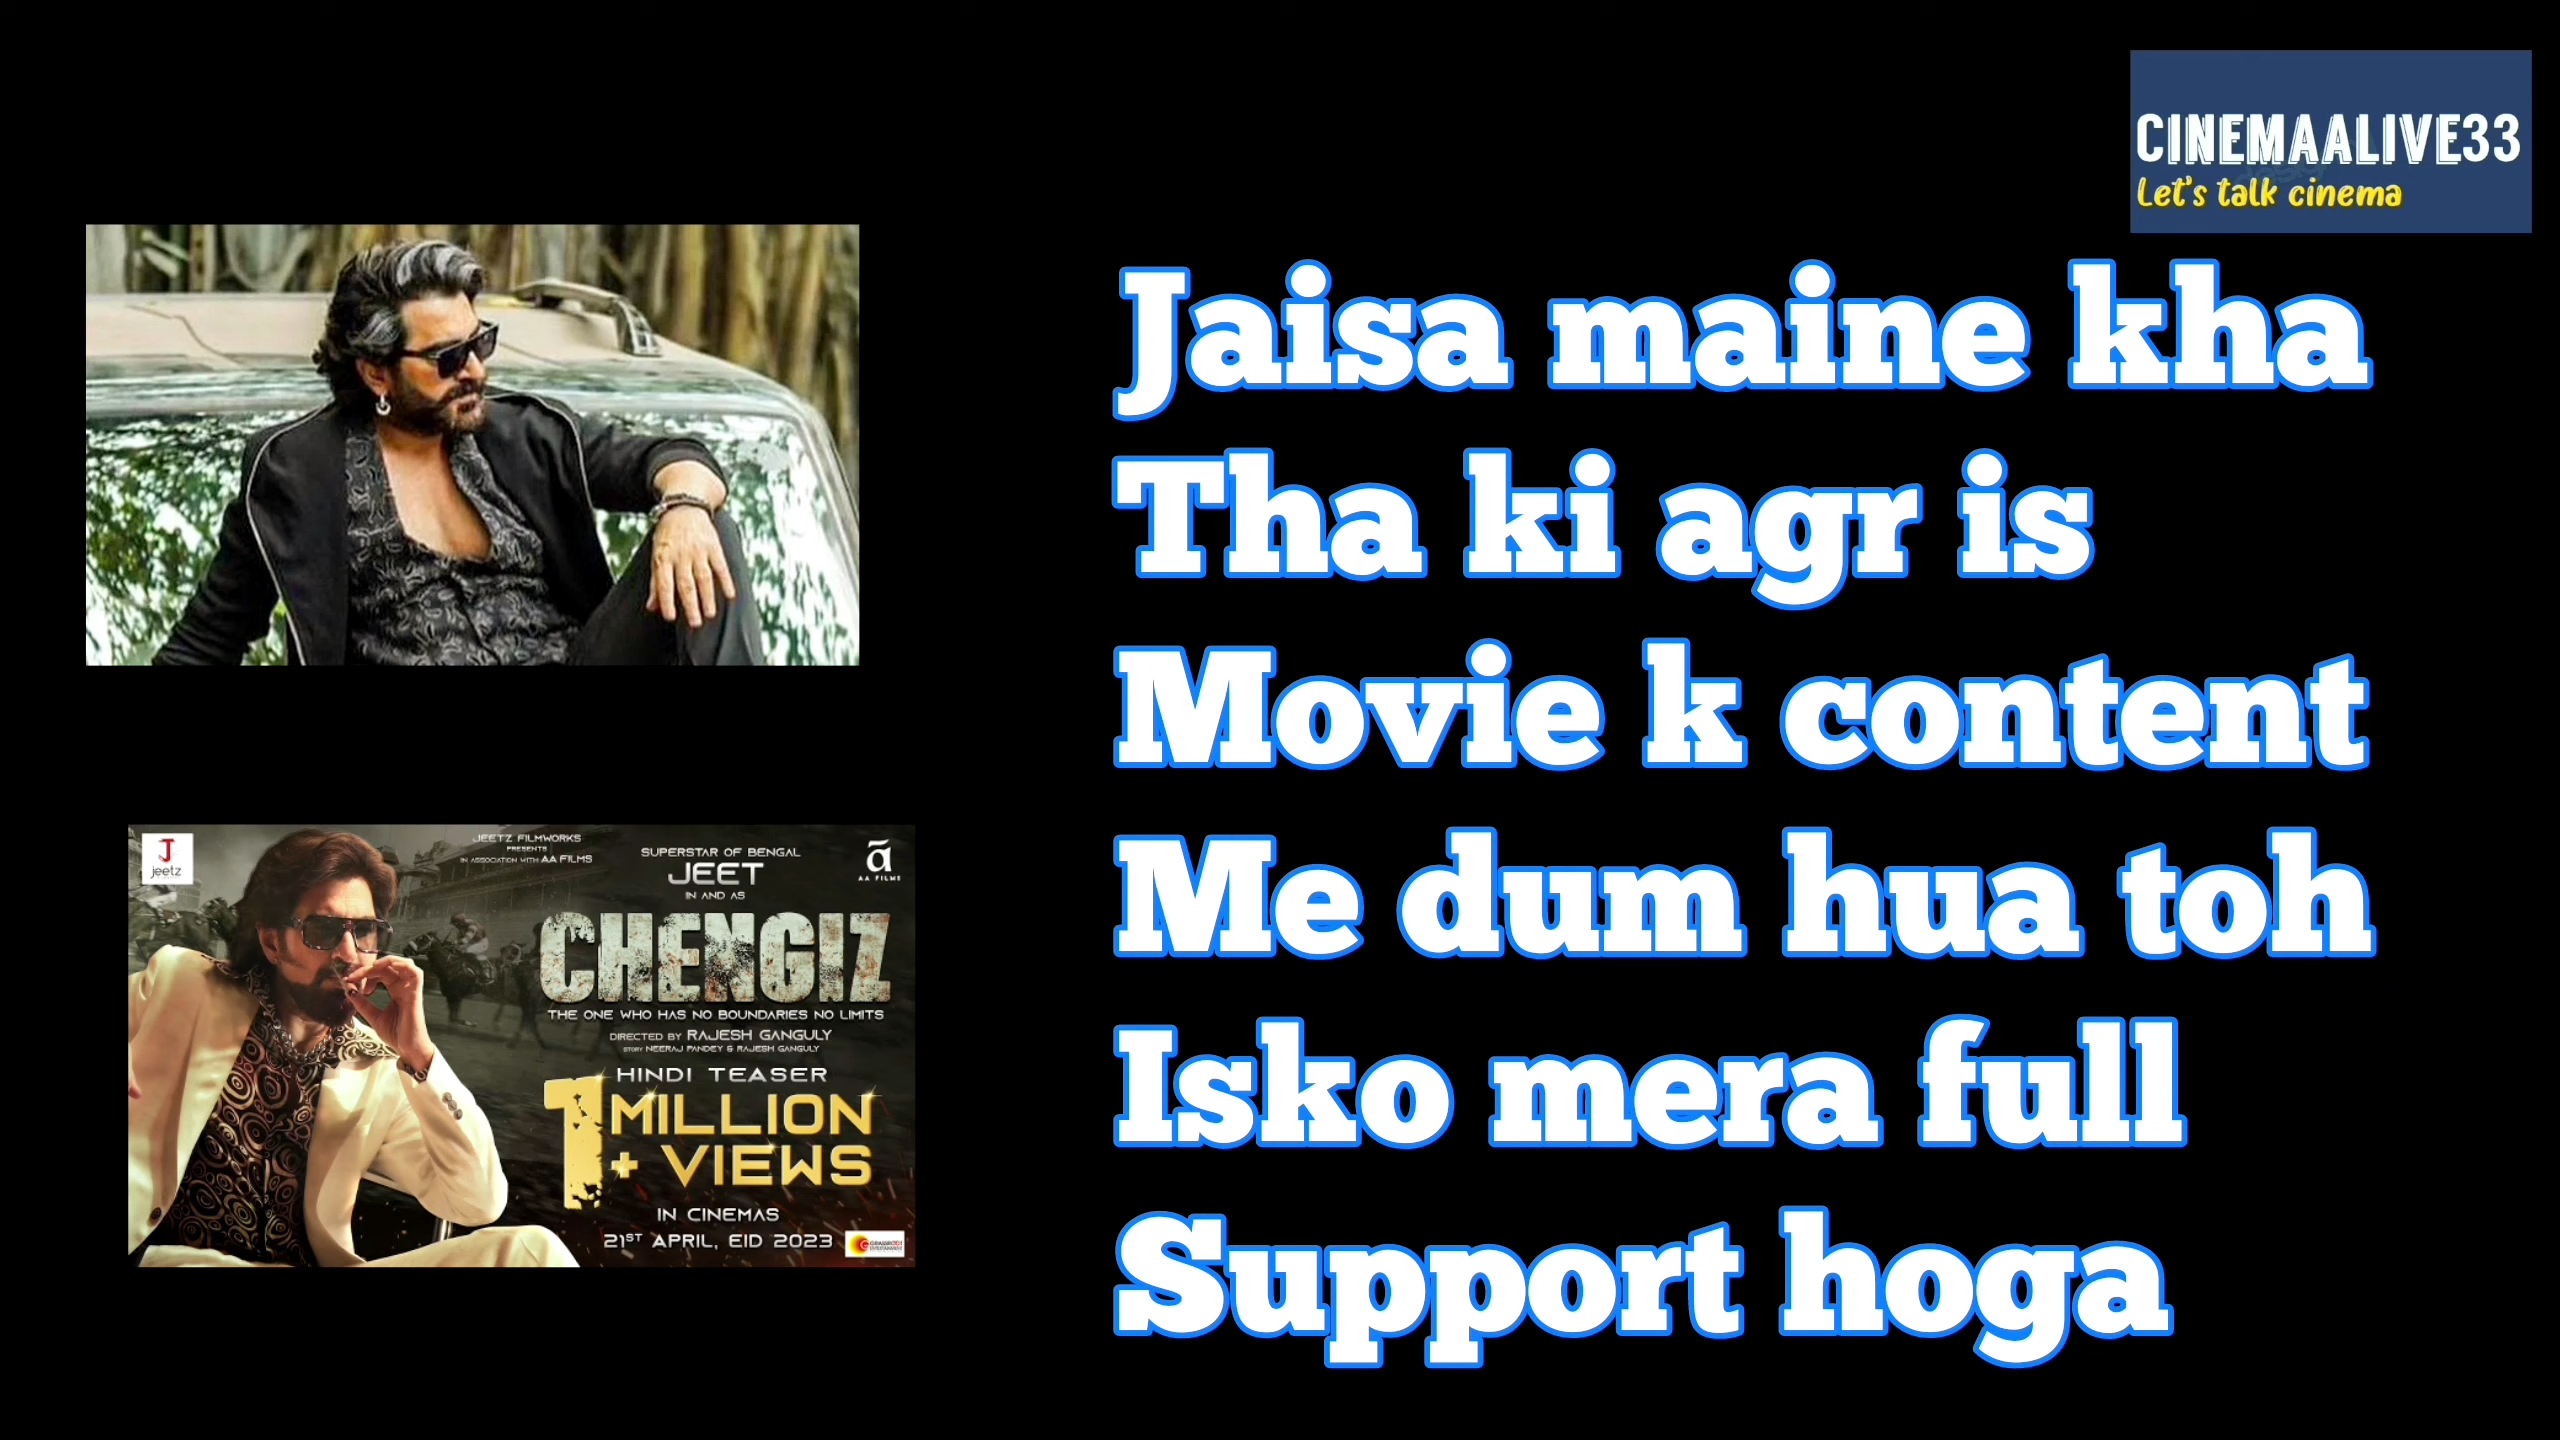 CINEMAALIVE33
Let's talk cinema
Jaisa maine kha
Tha ki agr is
Movie k content
Me dum hua toh
Isko mera full
Support hoga
J
jeetz
JEETZ FILMWORKS
PRESENTS
IN ASSOCIATION WITH AA FILMS
SUPERSTAR OF BENGAL
JEET
IN AND AS
ā
AA FILMS
CHENGIZ
THE ONE WHO HAS NO BOUNDARIES NO LIMITS
DIRECTED BY RAJESH GANGULY
STORY NEERAJ PANDEY & RAJESH GANGULY
HINDI TEASER
1 MILLION
+ VIEWS
IN CINEMAS
21ST APRIL, EID 2023